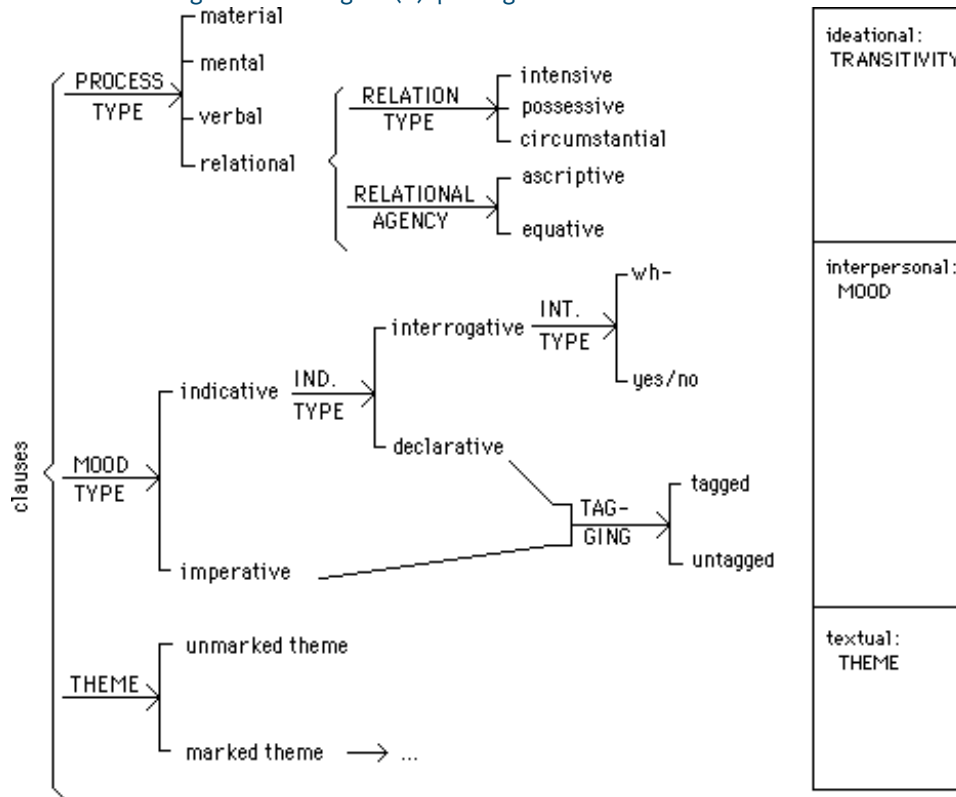 material
mental
PROCESS
TYPE
verbal
relational
RELATION
TYPE
intensive
possessive
circumstantial
RELATIONAL
AGENCY
ascriptive
equative
ideational:
TRANSITIVITY
clauses
MOOD
TYPE
indicative
IND.
TYPE
interrogative
INT.
TYPE
wh-
yes/no
declarative
imperative
TAG-
GING
tagged
untagged
interpersonal:
MOOD
THEME
unmarked theme
marked theme
...
textual:
THEME